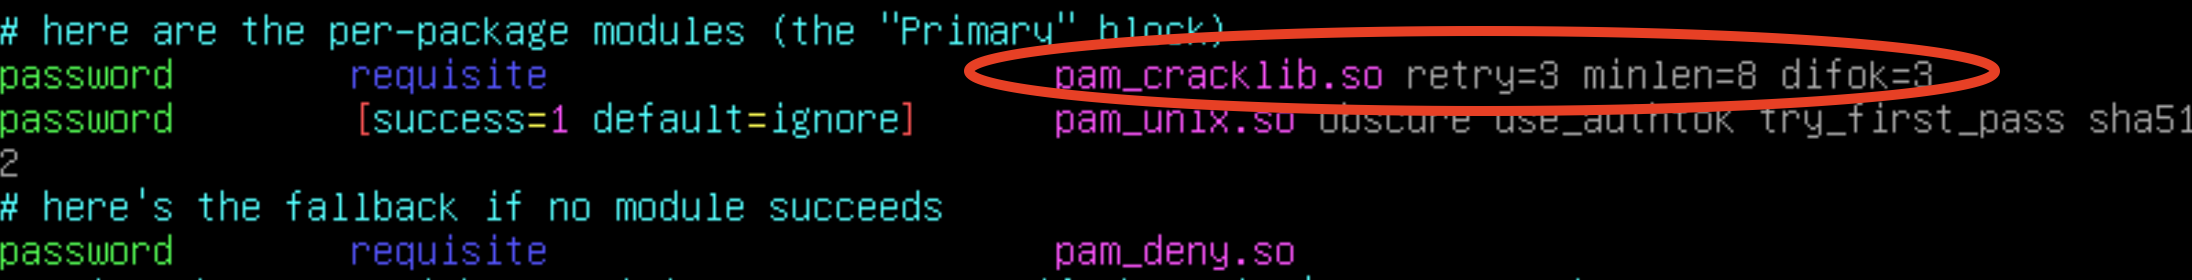 # here are the per-package modules (the "Primary" block)
password requisite pam_cracklib.so retry=3 minlen=8 difok=3
password [success=1 default=ignore] pam_unix.so obscure use_authtok try_first_pass sha51
2
# here's the fallback if no module succeeds
password requisite pam_deny.so